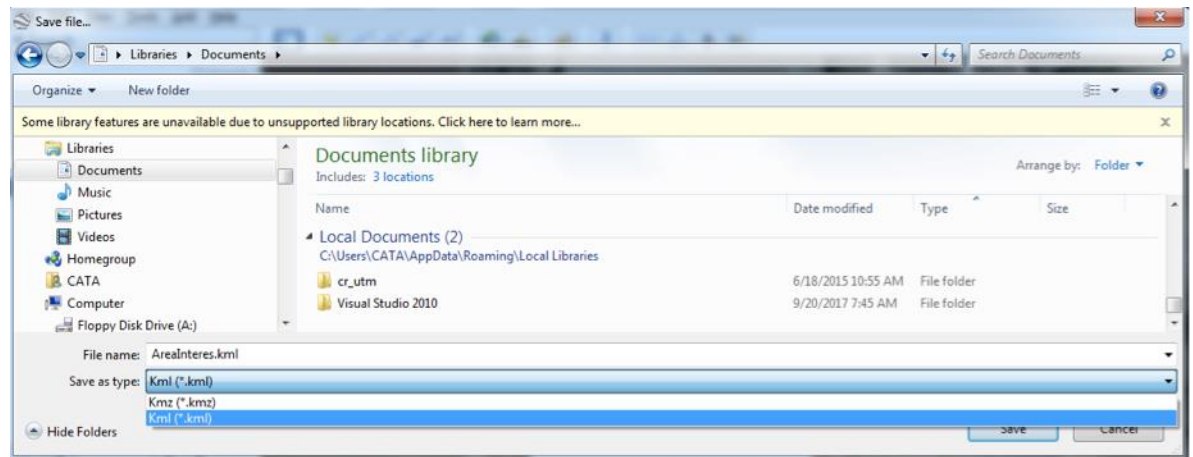 Save file...
Libraries Documents
Search Documents
Organize New folder
Some library features are unavailable due to unsupported library locations. Click here to learn more...
Libraries
Documents
Music
Pictures
Videos
Homegroup
CATA
Computer
Floppy Disk Drive (A:)
Documents library
Includes: 3 locations
Arrange by: Folder
Name Date modified Type Size
Local Documents (2)
C:\Users\CATA\AppData\Roaming\Local Libraries
cr_utm 6/18/2015 10:55 AM File folder
Visual Studio 2010 9/20/2017 7:45 AM File folder
File name: AreaInteres.kml
Save as type: Kml (*.kml)
Kmz (*.kmz)
Kml (*.kml)
Hide Folders Save Cancel